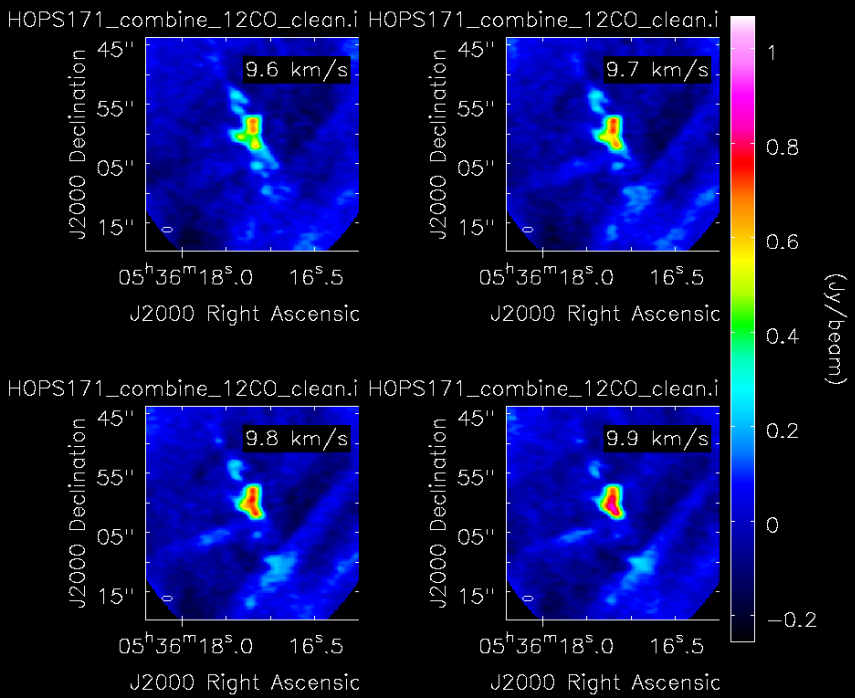 HOPS171_combine_12CO_clean.i HOPS171_combine_12CO_clean.i
45" 9.6 km/s 45" 9.7 km/s
1
55" 55"
J2000 Declination J2000 Declination
0.8
05" 05"
15" 15"
0.6
05h36m18s.0 16s.5 05h36m18s.0 16s.5
J2000 Right Ascensic J2000 Right Ascensic
(Jy/beam)
0.4
HOPS171_combine_12CO_clean.i HOPS171_combine_12CO_clean.i
45" 9.8 km/s 45" 9.9 km/s
0.2
55" 55"
J2000 Declination J2000 Declination
0
05" 05"
15" 15"
−0.2
05h36m18s.0 16s.5 05h36m18s.0 16s.5
J2000 Right Ascensic J2000 Right Ascensic